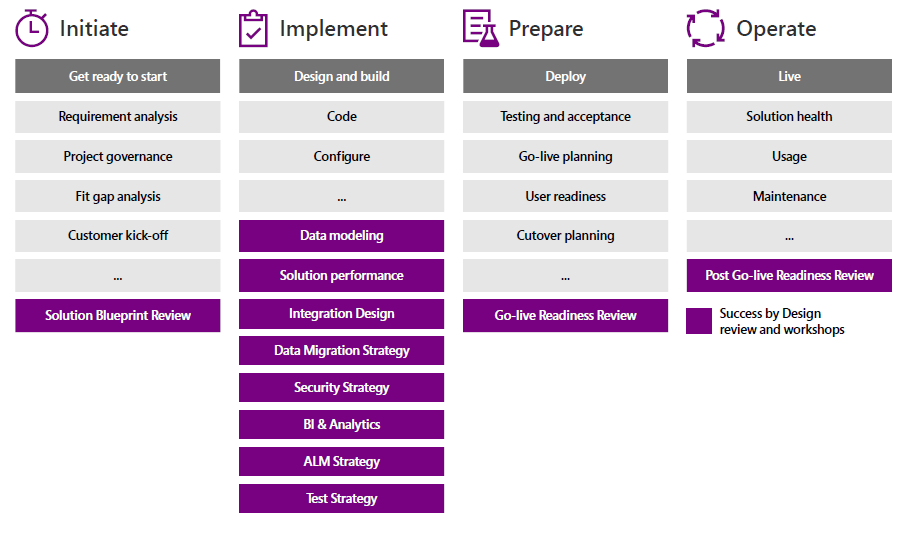 Initiate
Get ready to start
Requirement analysis
Project governance
Fit gap analysis
Customer kick-off
...
Solution Blueprint Review
Implement
Design and build
Code
Configure
...
Data modeling
Solution performance
Integration Design
Data Migration Strategy
Security Strategy
BI & Analytics
ALM Strategy
Test Strategy
Prepare
Deploy
Testing and acceptance
Go-live planning
User readiness
Cutover planning
...
Go-live Readiness Review
Operate
Live
Solution health
Usage
Maintenance
...
Post Go-live Readiness Review
Success by Design
review and workshops